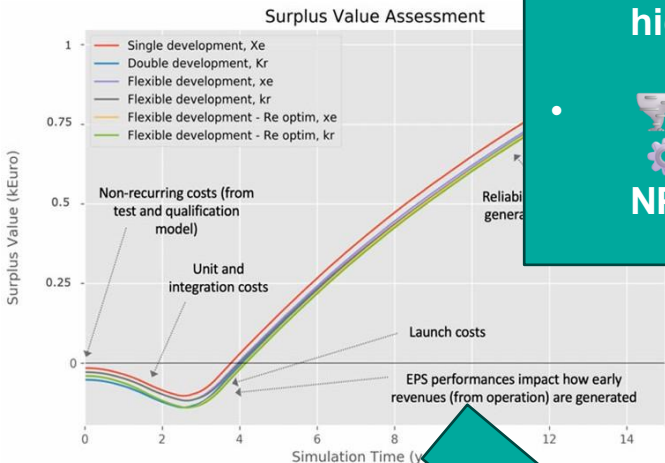 Surplus Value Assessment
Single development, Xe
Double development, Kr
Flexible development, xe
Flexible development, kr
Flexible development - Re optim, xe
Flexible development - Re optim, kr
1
0.75
0.5
0.25
0
Surplus Value (kEuro)
Non-recurring costs (from
test and qualification
model)
Unit and
integration costs
Launch costs
EPS performances impact how early
revenues (from operation) are generated
0 2 4 6 8 12 14
Simulation Time